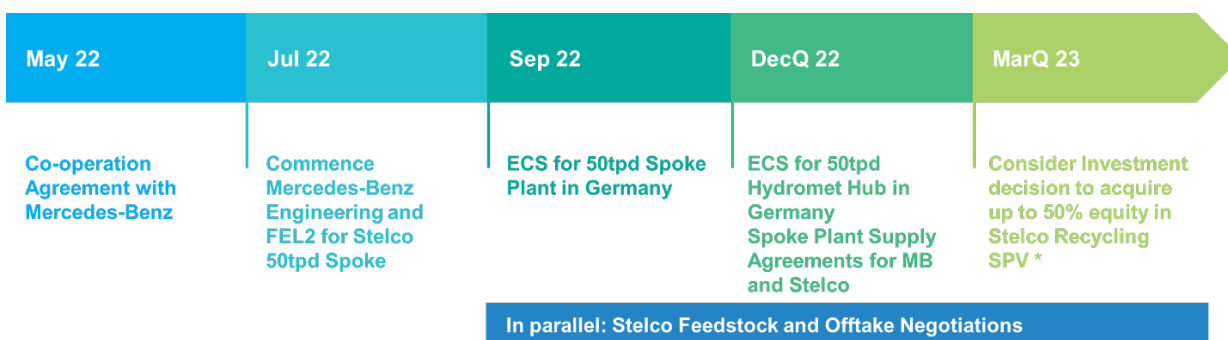 May 22
Jul 22
Sep 22
DecQ 22
MarQ 23
Co-operation
Agreement with
Mercedes-Benz
Commence
Mercedes-Benz
Engineering and
FEL2 for Stelco
50tpd Spoke
ECS for 50tpd Spoke
Plant in Germany
ECS for 50tpd
Hydromet Hub in
Germany
Spoke Plant Supply
Agreements for MB
and Stelco
Consider Investment
decision to acquire
up to 50% equity in
Stelco Recycling
SPV *
In parallel: Stelco Feedstock and Offtake Negotiations